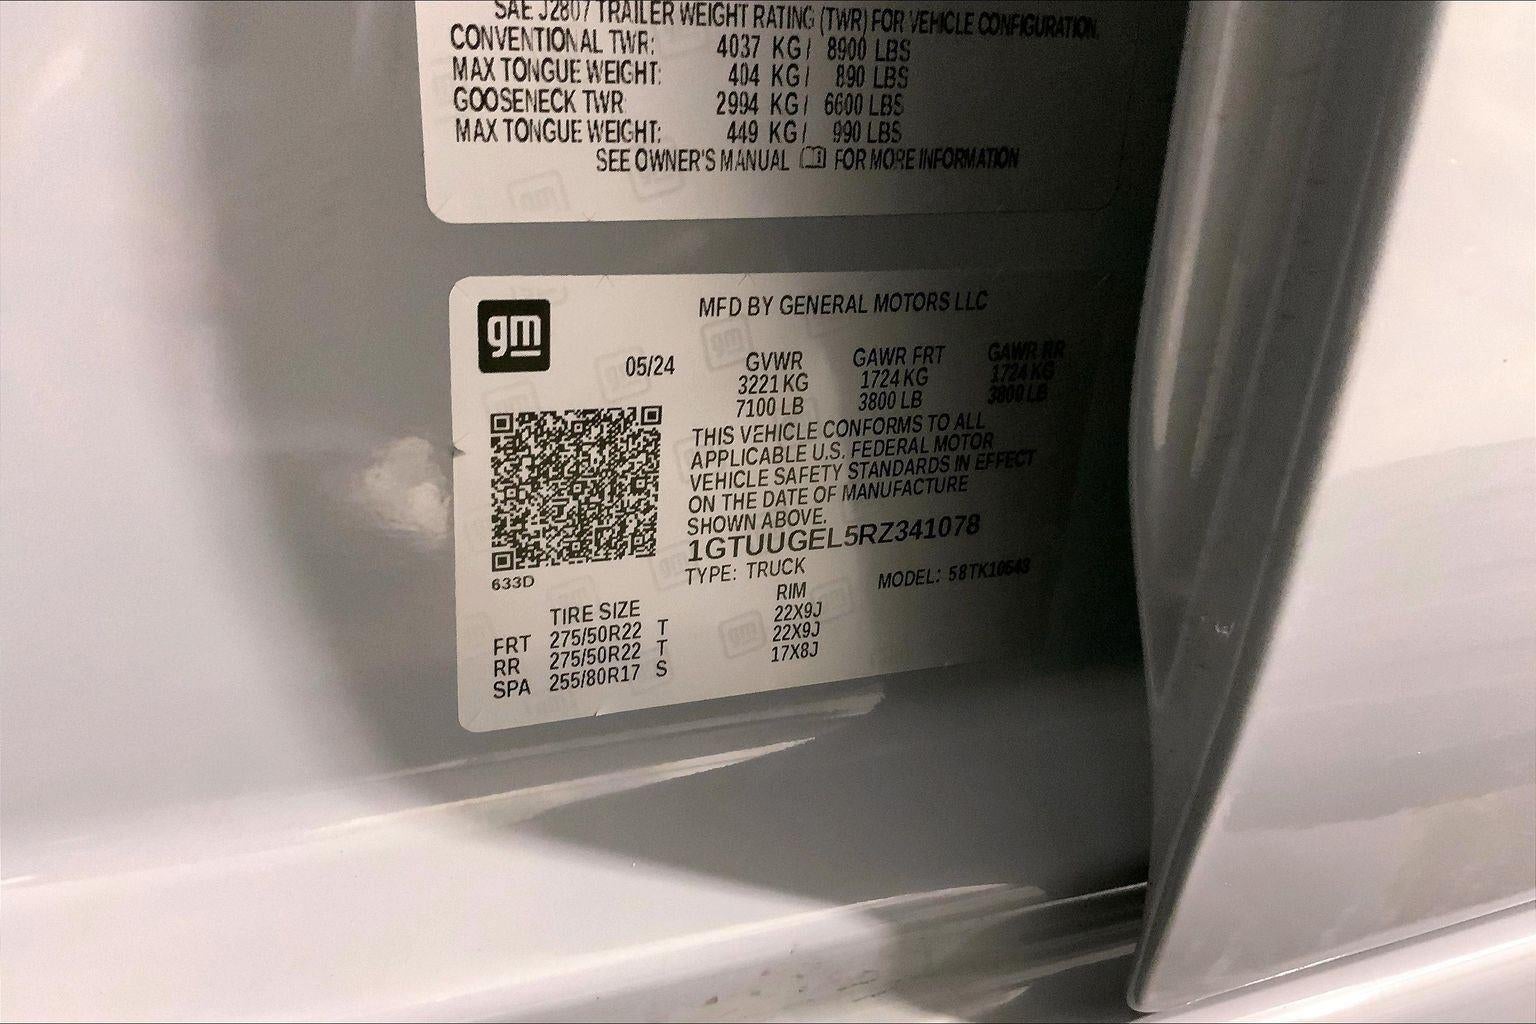 SAE J2807 TRAILER WEIGHT RATING (TWR) FOR VEHICLE CONFIGURATION
CONVENTIONAL TWR: 4037 KG/ 8900 LBS
MAX TONGUE WEIGHT: 404 KG/ 890 LBS
GOOSENECK TWR 2994 KG/ 6600 LBS
MAX TONGUE WEIGHT: 449 KG/ 990 LBS
SEE OWNER'S MANUAL FOR MORE INFORMATION
gm
MFD BY GENERAL MOTORS LLC
05/24 GVWR GAWR FRT GAWR RR
3221 KG 1724 KG 1724 KG
7100 LB 3800 LB 3800 LB
THIS VEHICLE CONFORMS TO ALL
APPLICABLE U.S. FEDERAL MOTOR
VEHICLE SAFETY STANDARDS IN EFFECT
ON THE DATE OF MANUFACTURE
SHOWN ABOVE.
1GTUUGEL5RZ341078
TYPE: TRUCK MODEL: 58TK10543
633D
TIRE SIZE RIM
FRT 275/50R22 T 22X9J
RR 275/50R22 T 22X9J
SPA 255/80R17 S 17X8J